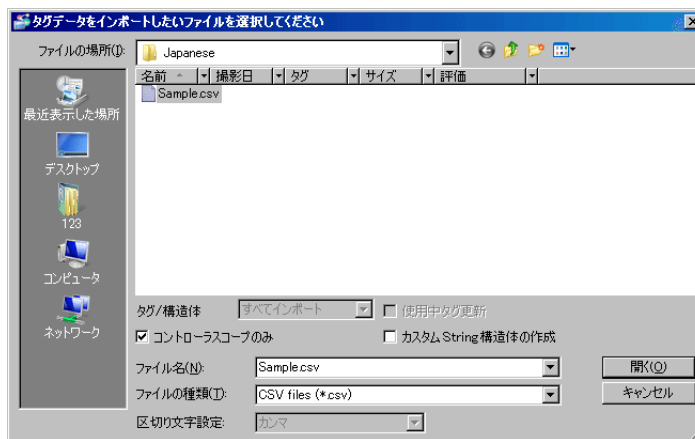 タグデータをインポートしたいファイルを選択してください
ファイルの場所(I):
Japanese
名前 撮影日 タグ サイズ 評価
Sample.csv
最近表示した場所
デスクトップ
123
コンピュータ
ネットワーク
タグ/構造体
すべてインポート
使用中タグ更新
コントローラスコープのみ
カスタム String 構造体の作成
ファイル名(N):
Sample.csv
開く(O)
ファイルの種類(T):
CSV files (*.csv)
キャンセル
区切り文字設定:
カンマ